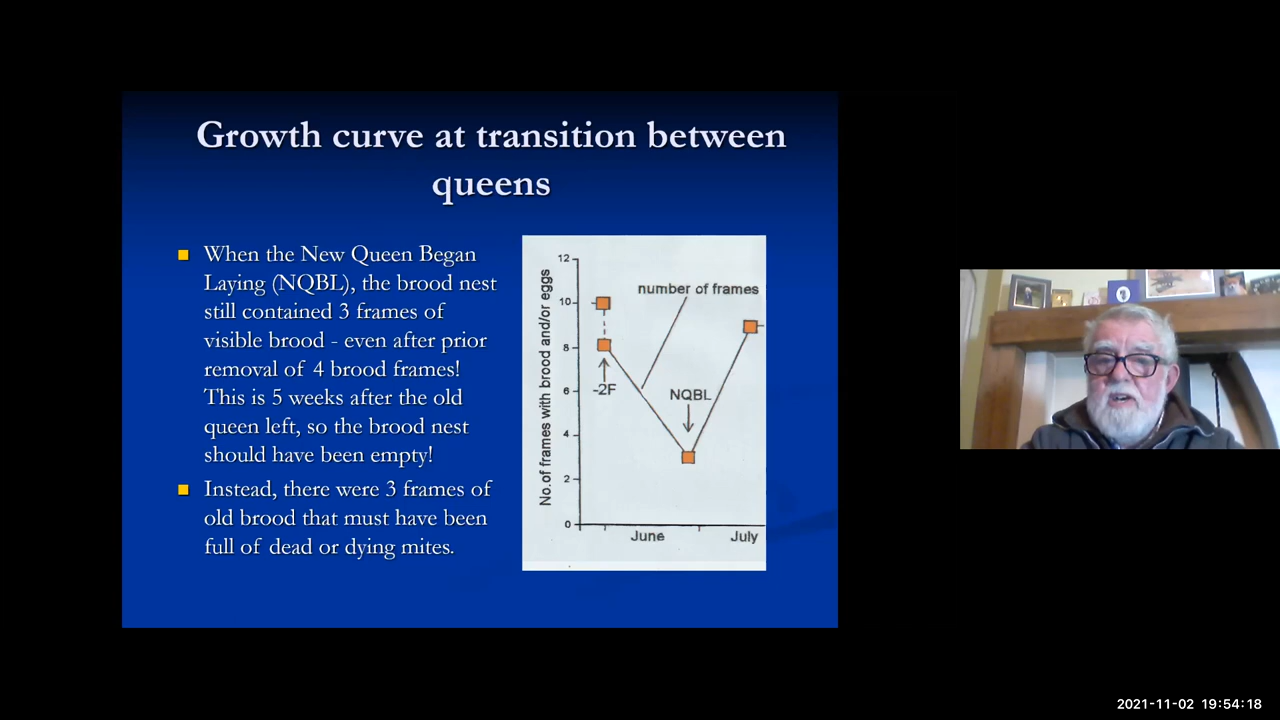 Growth curve at transition between
queens
When the New Queen Began
Laying (NQBL), the brood nest
still contained 3 frames of
visible brood - even after prior
removal of 4 brood frames!
This is 5 weeks after the old
queen left, so the brood nest
should have been empty!
Instead, there were 3 frames of
old brood that must have been
full of dead or dying mites.
No.of frames with brood and/or eggs
12
10
8
6
4
2
0
number of frames
-2F
NQBL
June
July
2021-11-02 19:54:18